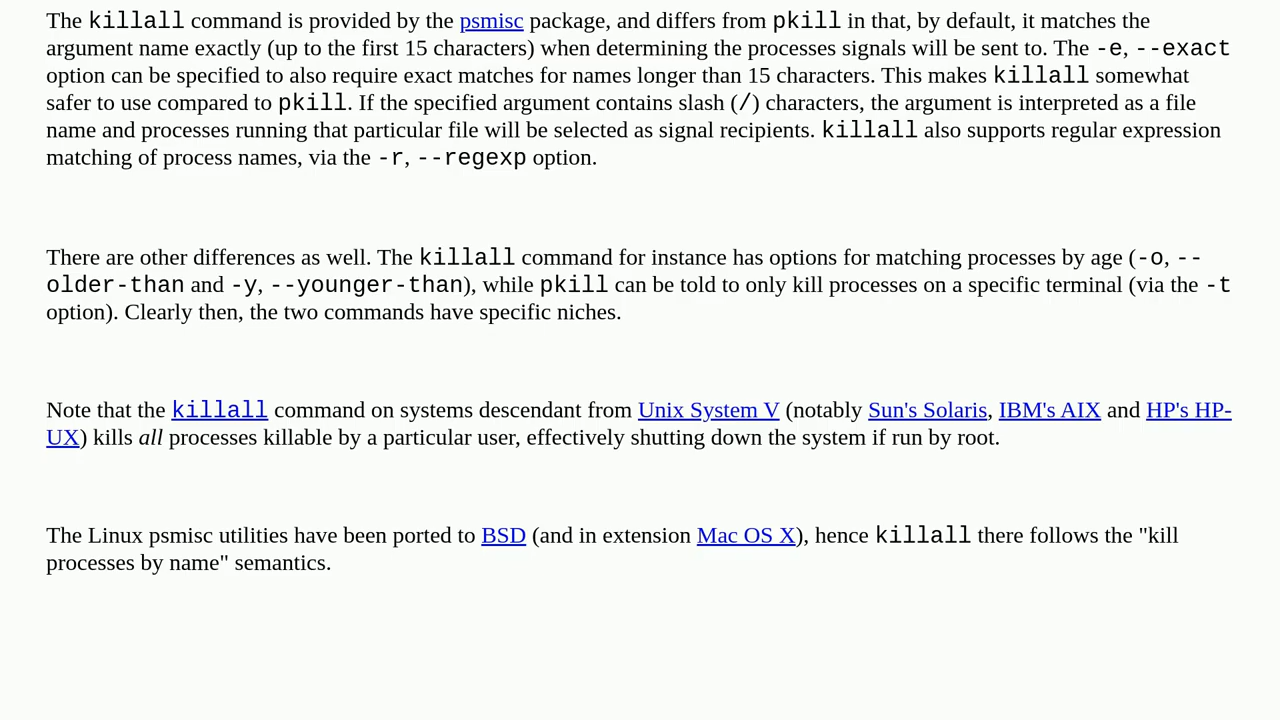 The killall command is provided by the psmisc package, and differs from pkill in that, by default, it matches the
argument name exactly (up to the first 15 characters) when determining the processes signals will be sent to. The -e, --exact
option can be specified to also require exact matches for names longer than 15 characters. This makes killall somewhat
safer to use compared to pkill. If the specified argument contains slash (/) characters, the argument is interpreted as a file
name and processes running that particular file will be selected as signal recipients. killall also supports regular expression
matching of process names, via the -r, --regexp option.
There are other differences as well. The killall command for instance has options for matching processes by age (-o, --
older-than and -y, --younger-than), while pkill can be told to only kill processes on a specific terminal (via the -t
option). Clearly then, the two commands have specific niches.
Note that the killall command on systems descendant from Unix System V (notably Sun's Solaris, IBM's AIX and HP's HP-
UX) kills all processes killable by a particular user, effectively shutting down the system if run by root.
The Linux psmisc utilities have been ported to BSD (and in extension Mac OS X), hence killall there follows the "kill
processes by name" semantics.